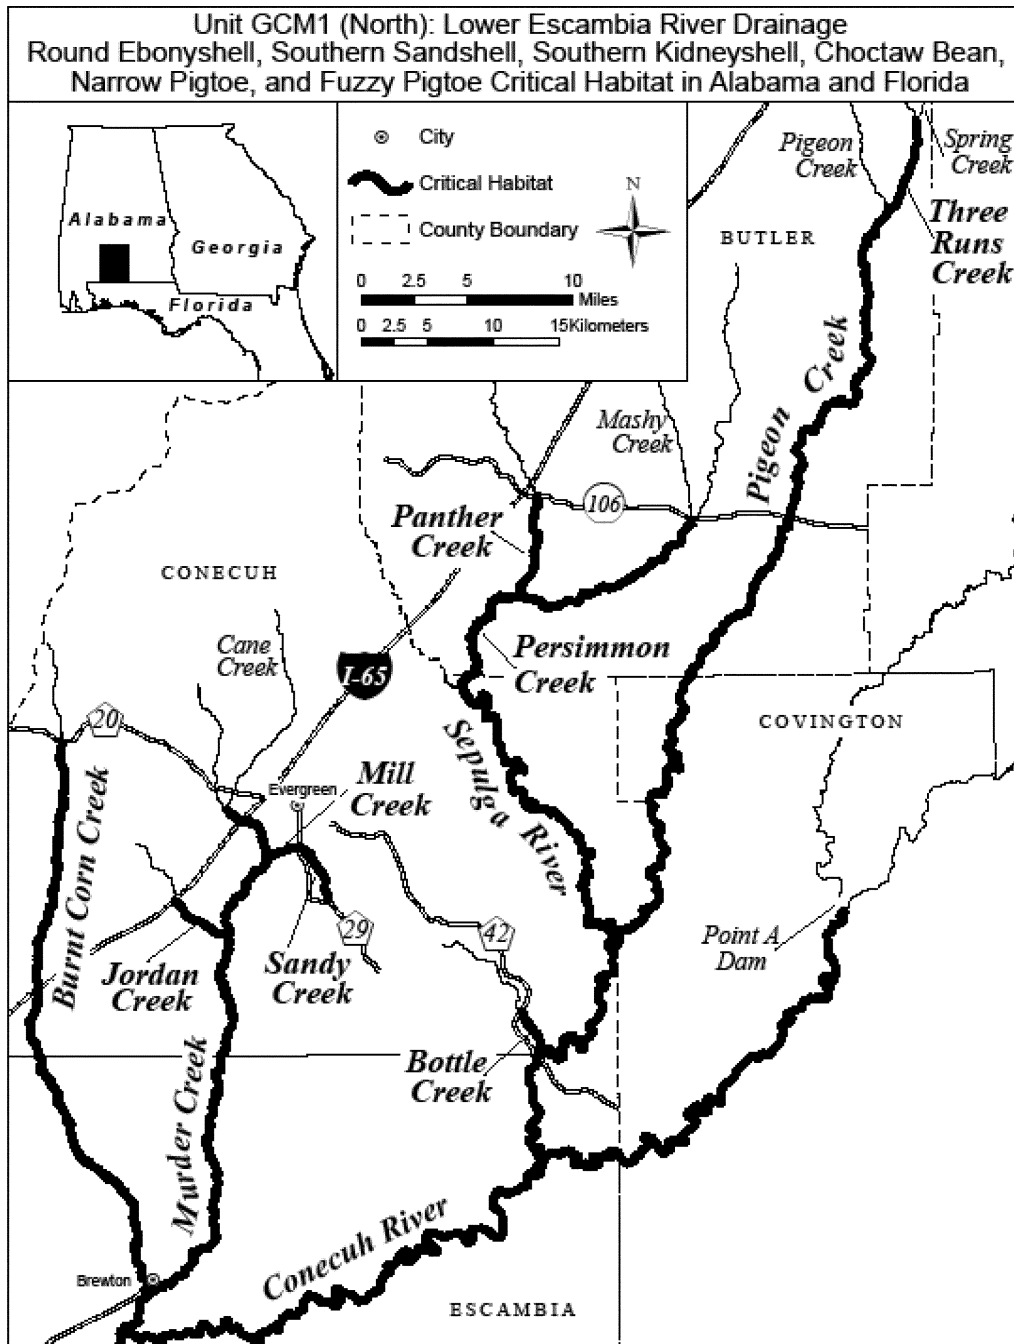 Unit GCM1 (North): Lower Escambia River Drainage
Round Ebonyshell, Southern Sandshell, Southern Kidneyshell, Choctaw Bean,
Narrow Pigtoe, and Fuzzy Pigtoe Critical Habitat in Alabama and Florida
Alabama
Georgia
Florida
City
Critical Habitat
County Boundary
N
0 2.5 5 10
Miles
0 2.5 5 10 15Kilometers
Pigeon
Creek
Spring
Creek
Three
Runs
Creek
BUTLER
Pigeon Creek
Mashy
Creek
106
Panther
Creek
CONECUH
Cane
Creek
I-65
Persimmon
Creek
COVINGTON
20
Sepulga River
Mill
Creek
Evergreen
Burnt Corn Creek
42
29
Point A
Dam
Jordan
Creek
Sandy
Creek
Bottle
Creek
Murder Creek
Conecuh River
Brewton
ESCAMBIA